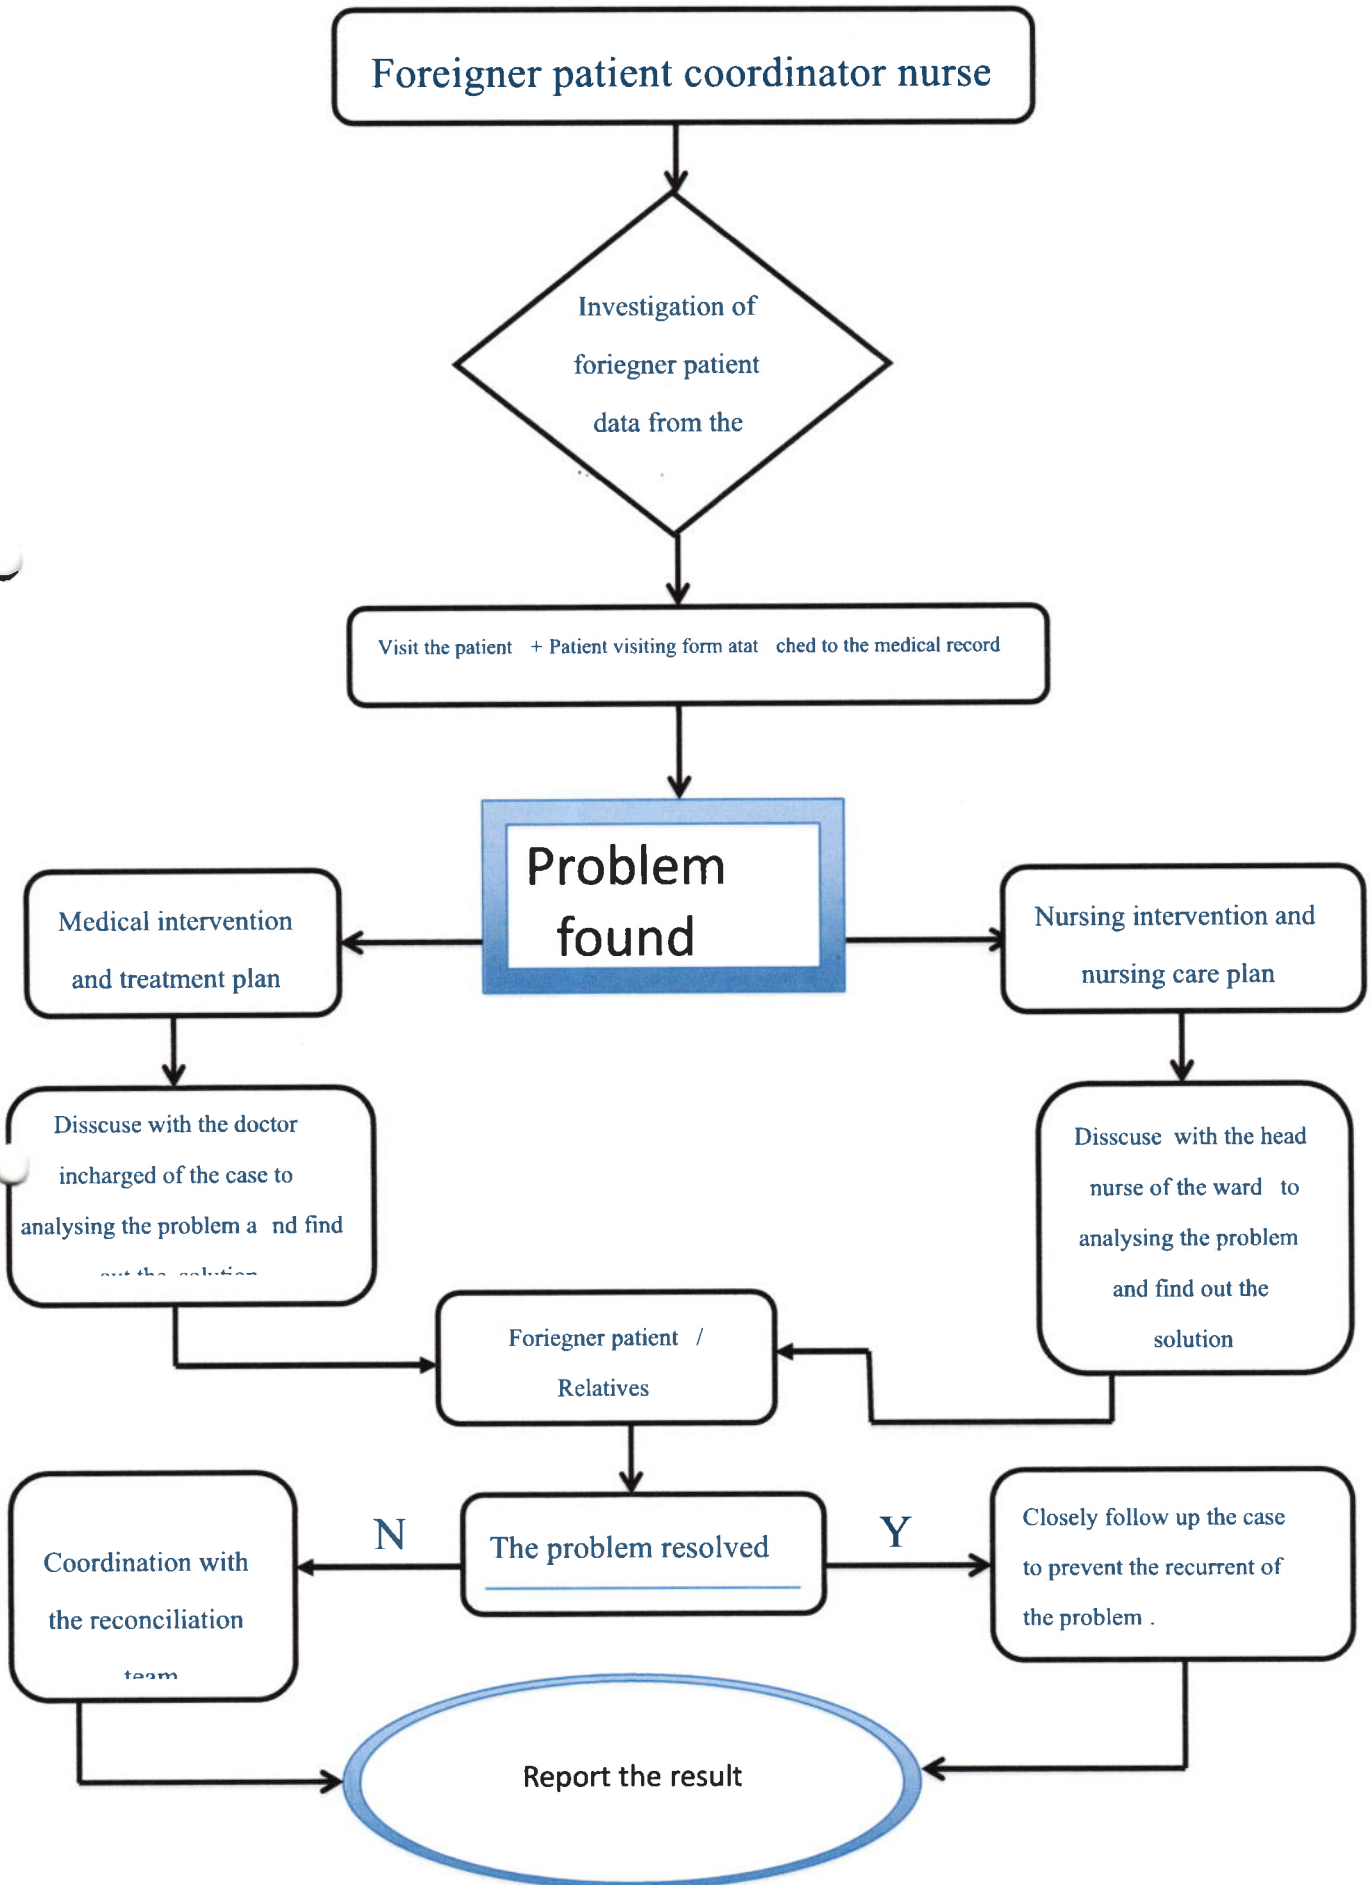 Foreigner patient coordinator nurse
Investigation of
foriegner patient
data from the
Visit the patient + Patient visiting form atat ched to the medical record
Problem
found
Medical intervention
and treatment plan
Nursing intervention and
nursing care plan
Disscuse with the doctor
incharged of the case to
analysing the problem a nd find
out the solution
Disscuse with the head
nurse of the ward to
analysing the problem
and find out the
solution
Foriegner patient /
Relatives
N
The problem resolved
Y
Coordination with
the reconciliation
team
Closely follow up the case
to prevent the recurrent of
the problem .
Report the result